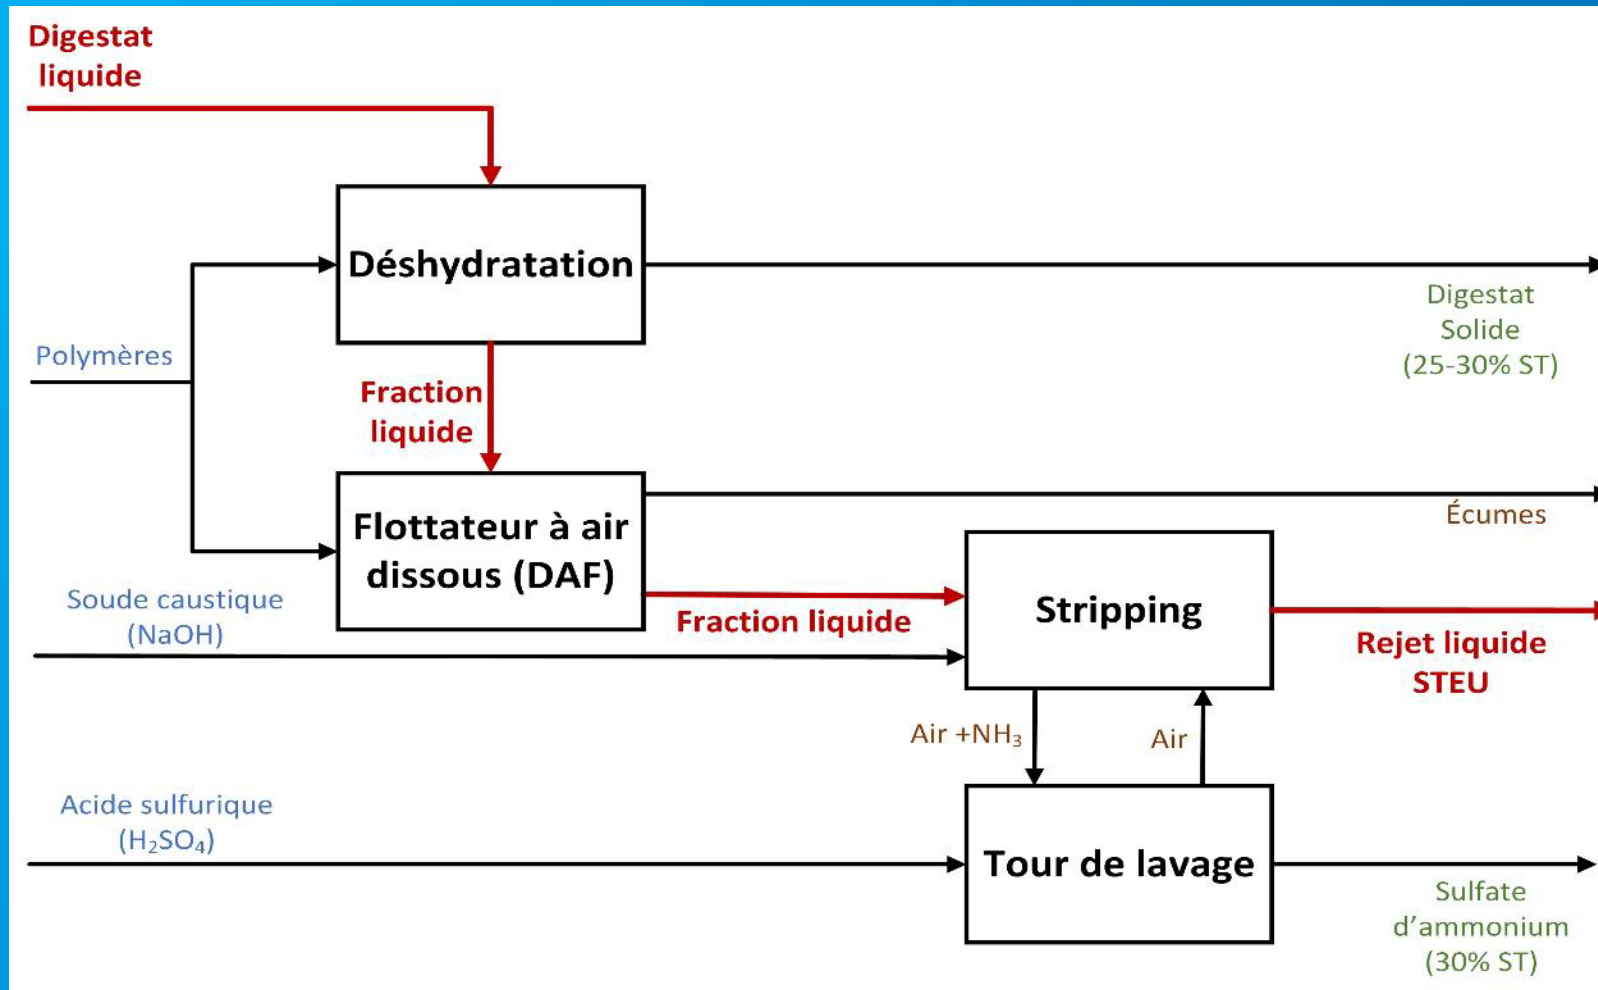 Digestat
liquide
Déshydratation
Digestat
Solide
(25-30% ST)
Polymères
Fraction
liquide
Flottateur à air
dissous (DAF)
Écumes
Soude caustique
(NaOH)
Fraction liquide
Stripping
Rejet liquide
STEU
Air +NH₃
Air
Acide sulfurique
(H₂SO₄)
Tour de lavage
Sulfate
d’ammonium
(30% ST)